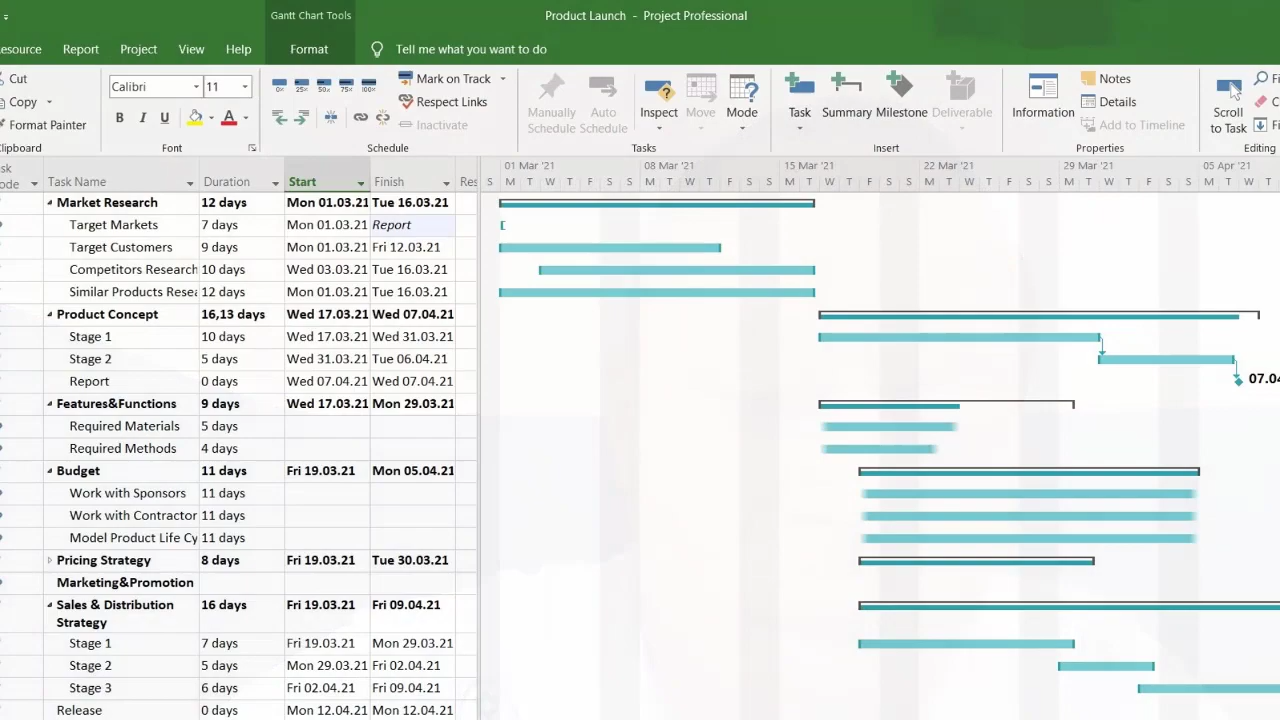 Gantt Chart Tools
Product Launch - Project Professional
esource Report Project View Help Format Tell me what you want to do
Cut
Copy
Format Painter
lipboard
Calibri 11
B I U A
Font
0% 25% 50% 75% 100%
Mark on Track
Respect Links
Inactivate
Schedule
Manually Schedule
Auto Schedule
Inspect Move Mode
Tasks
Task Summary Milestone Deliverable
Insert
Information
Notes
Details
Add to Timeline
Properties
Scroll to Task
Fi
C
Fi
Editing
sk ode Task Name Duration Start Finish Res
01 Mar '21 08 Mar '21 15 Mar '21 22 Mar '21 29 Mar '21 05 Apr '21
S M T W T F S S M T W T F S S M T W T F S S M T W T F S S M T W T F S S M T W T
Market Research 12 days Mon 01.03.21 Tue 16.03.21
Target Markets 7 days Mon 01.03.21 Report
Target Customers 9 days Mon 01.03.21 Fri 12.03.21
Competitors Research 10 days Wed 03.03.21 Tue 16.03.21
Similar Products Resea 12 days Mon 01.03.21 Tue 16.03.21
Product Concept 16,13 days Wed 17.03.21 Wed 07.04.21
Stage 1 10 days Wed 17.03.21 Wed 31.03.21
Stage 2 5 days Wed 31.03.21 Tue 06.04.21
Report 0 days Wed 07.04.21 Wed 07.04.21 07.04
Features&Functions 9 days Wed 17.03.21 Mon 29.03.21
Required Materials 5 days
Required Methods 4 days
Budget 11 days Fri 19.03.21 Mon 05.04.21
Work with Sponsors 11 days
Work with Contractor 11 days
Model Product Life Cy 11 days
Pricing Strategy 8 days Fri 19.03.21 Tue 30.03.21
Marketing&Promotion
Sales & Distribution Strategy 16 days Fri 19.03.21 Fri 09.04.21
Stage 1 7 days Fri 19.03.21 Mon 29.03.21
Stage 2 5 days Mon 29.03.21 Fri 02.04.21
Stage 3 6 days Fri 02.04.21 Fri 09.04.21
Release 0 days Mon 12.04.21 Mon 12.04.21